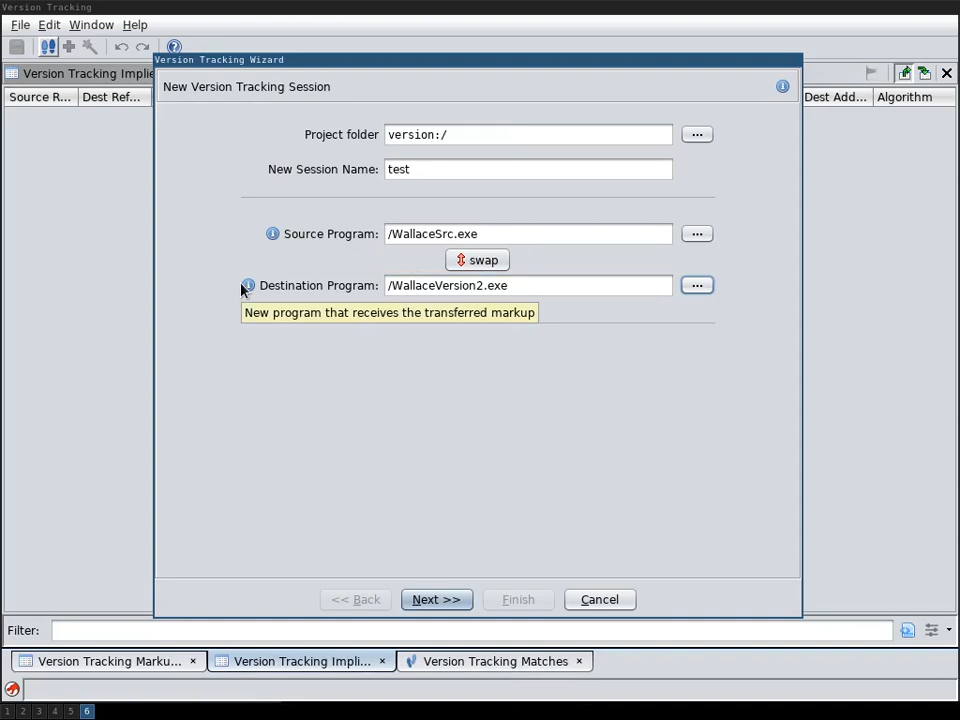 Version Tracking
File Edit Window Help
Version Tracking Wizard
Version Tracking Implie
New Version Tracking Session
Source R... Dest Ref... Dest Add... Algorithm
Project folder version:/ ...
New Session Name: test
Source Program: /WallaceSrc.exe ...
swap
Destination Program: /WallaceVersion2.exe ...
New program that receives the transferred markup
<< Back Next >> Finish Cancel
Filter:
Version Tracking Marku... × Version Tracking Impli... × Version Tracking Matches ×
1 2 3 4 5 6